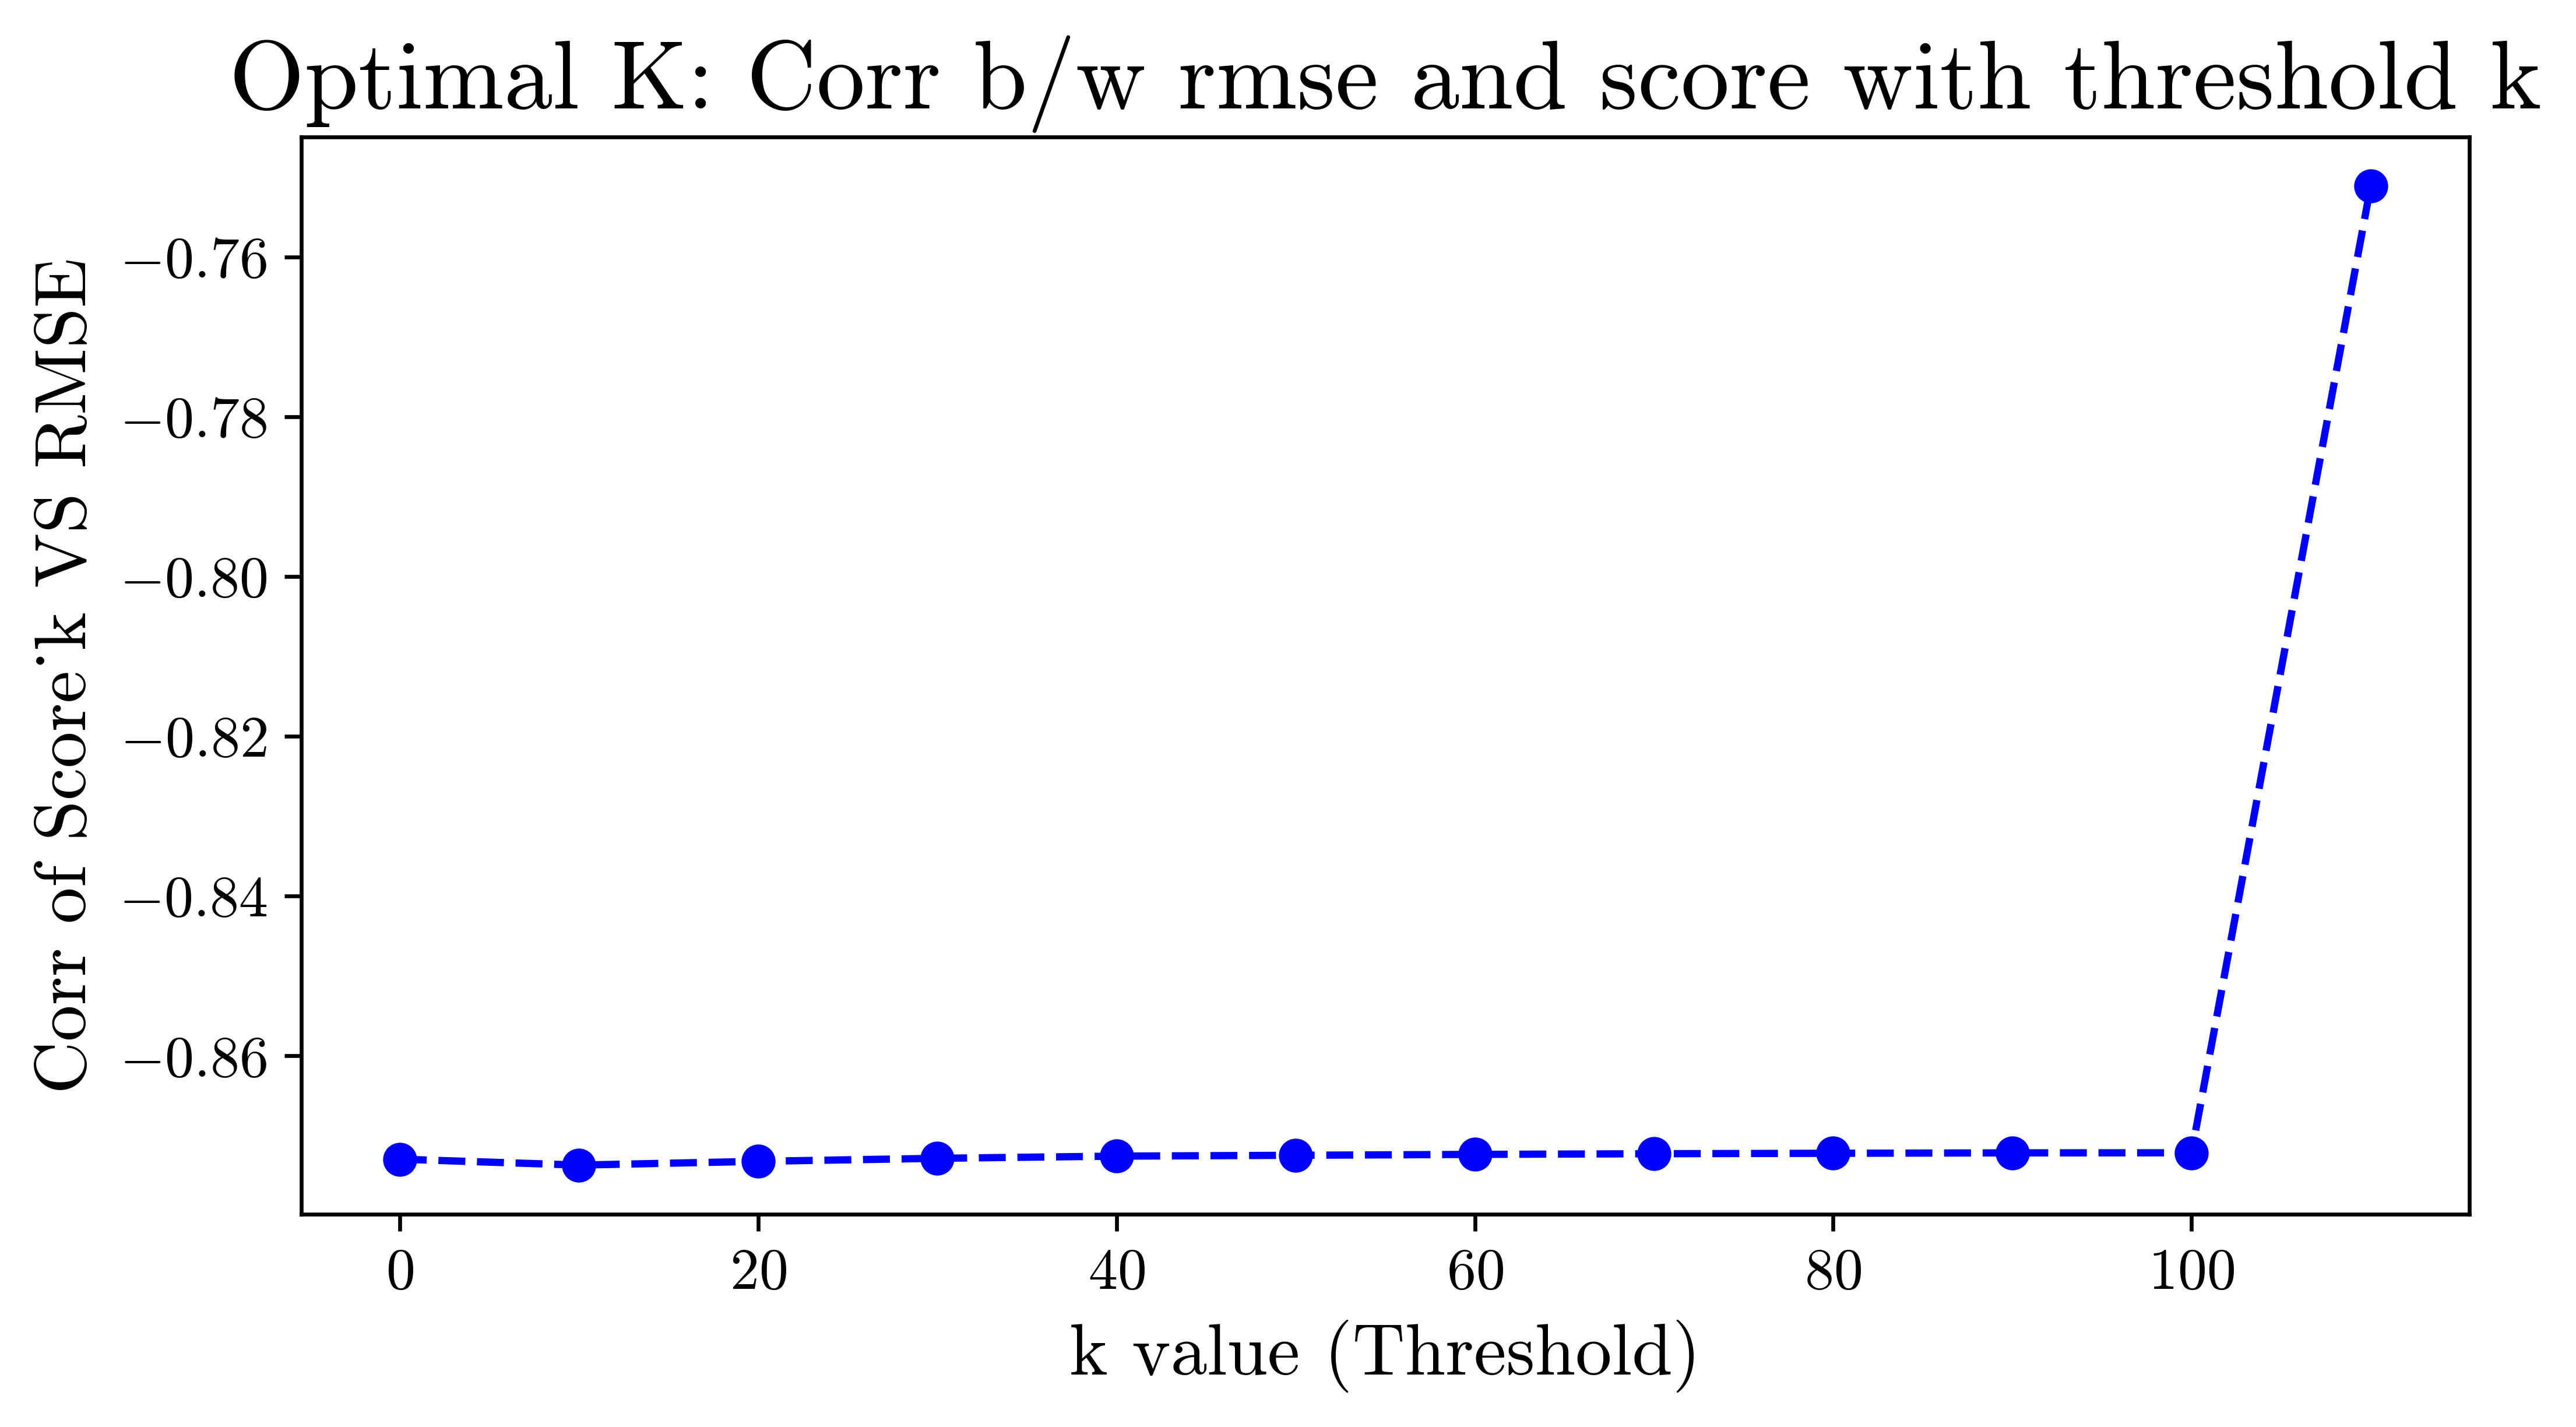 Optimal K: Corr b/w rmse and score with threshold k
Corr of Score˙k VS RMSE
−0.76
−0.78
−0.80
−0.82
−0.84
−0.86
0 20 40 60 80 100
k value (Threshold)